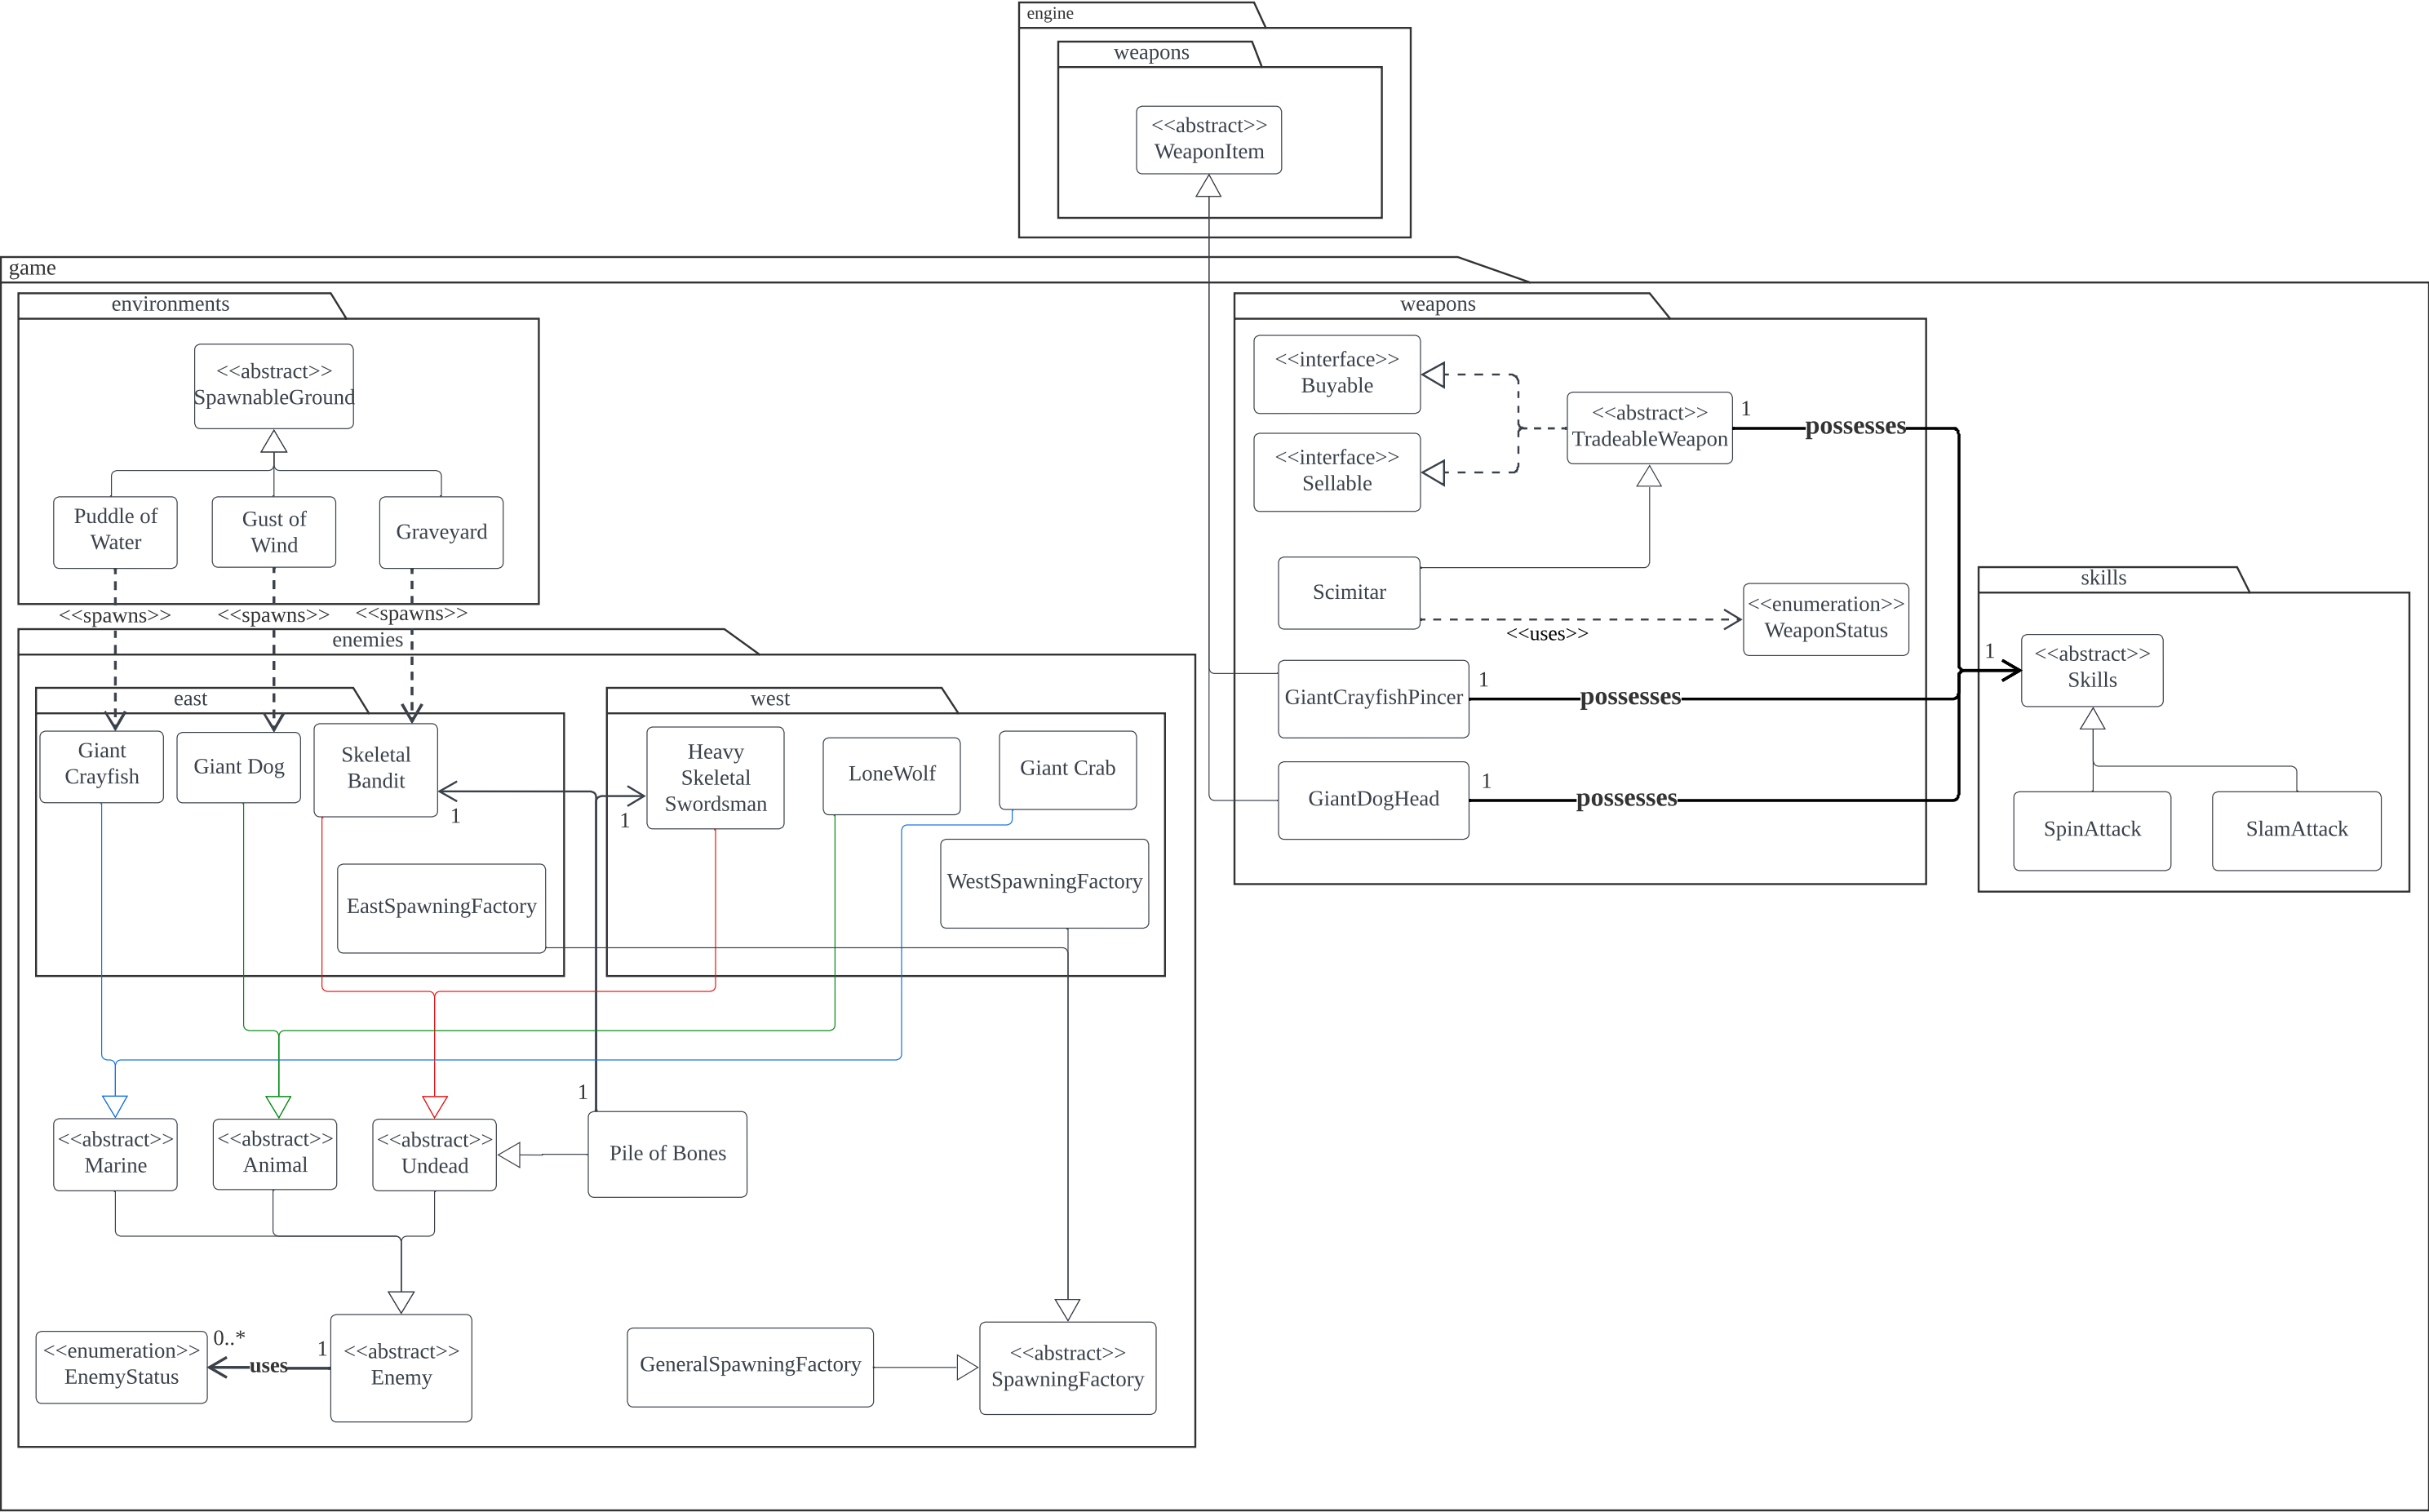 engine
weapons
<<abstract>>
WeaponItem
game
environments
<<abstract>>
SpawnableGround
Puddle of
Water
Gust of
Wind
Graveyard
<<spawns>>
<<spawns>>
<<spawns>>
weapons
<<interface>>
Buyable
<<interface>>
Sellable
<<abstract>>
TradeableWeapon
1
possesses
Scimitar
<<uses>>
<<enumeration>>
WeaponStatus
GiantCrayfishPincer
1
possesses
GiantDogHead
1
possesses
skills
1
<<abstract>>
Skills
SpinAttack
SlamAttack
enemies
east
Giant
Crayfish
Giant Dog
Skeletal
Bandit
1
EastSpawningFactory
west
Heavy
Skeletal
Swordsman
1
LoneWolf
Giant Crab
WestSpawningFactory
<<abstract>>
Marine
<<abstract>>
Animal
<<abstract>>
Undead
1
Pile of Bones
<<enumeration>>
EnemyStatus
0..*
uses
1
<<abstract>>
Enemy
GeneralSpawningFactory
<<abstract>>
SpawningFactory